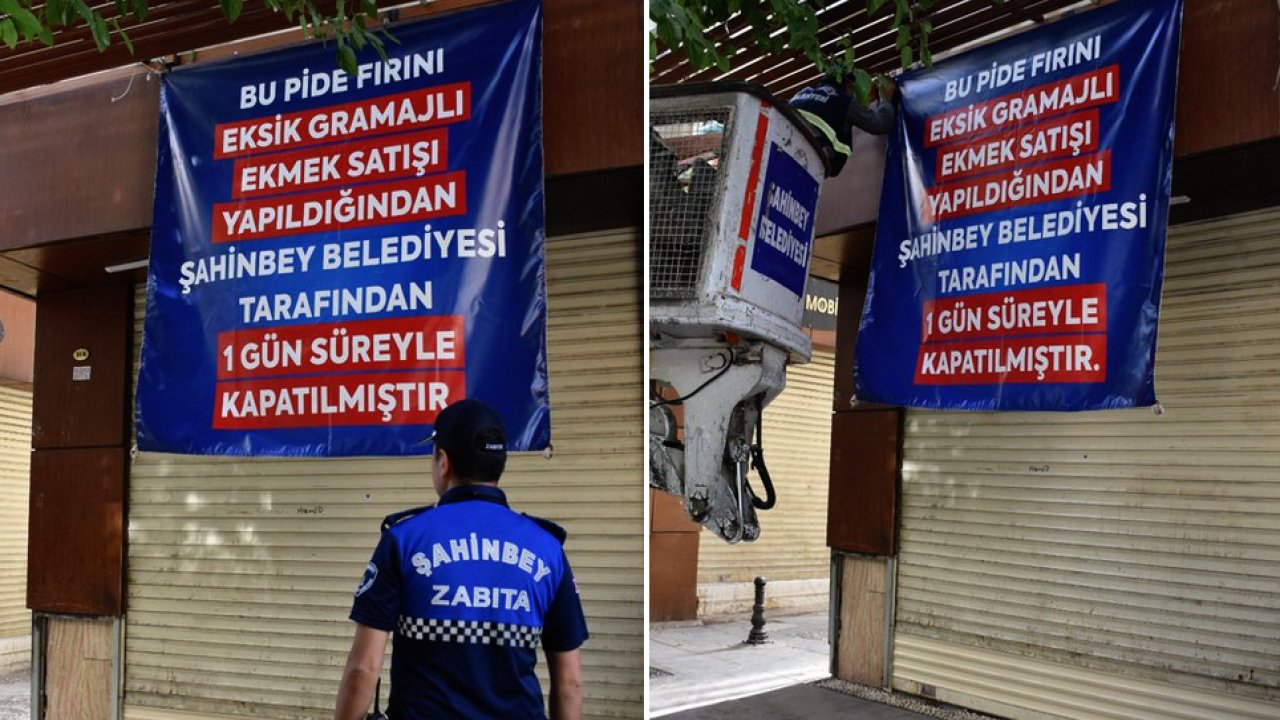 BU PİDE FIRINI
EKSİK GRAMAJLI
EKMEK SATIŞI
YAPILDIĞINDAN
ŞAHİNBEY BELEDİYESİ
TARAFINDAN
1 GÜN SÜREYLE
KAPATILMIŞTIR
ZABITA
ŞAHİNBEY
ZABITA
BU PİDE FIRINI
EKSİK GRAMAJLI
EKMEK SATIŞI
YAPILDIĞINDAN
ŞAHİNBEY BELEDİYESİ
TARAFINDAN
1 GÜN SÜREYLE
KAPATILMIŞTIR.
ŞAHİNBEY
BELEDİYESİ
MOBİ